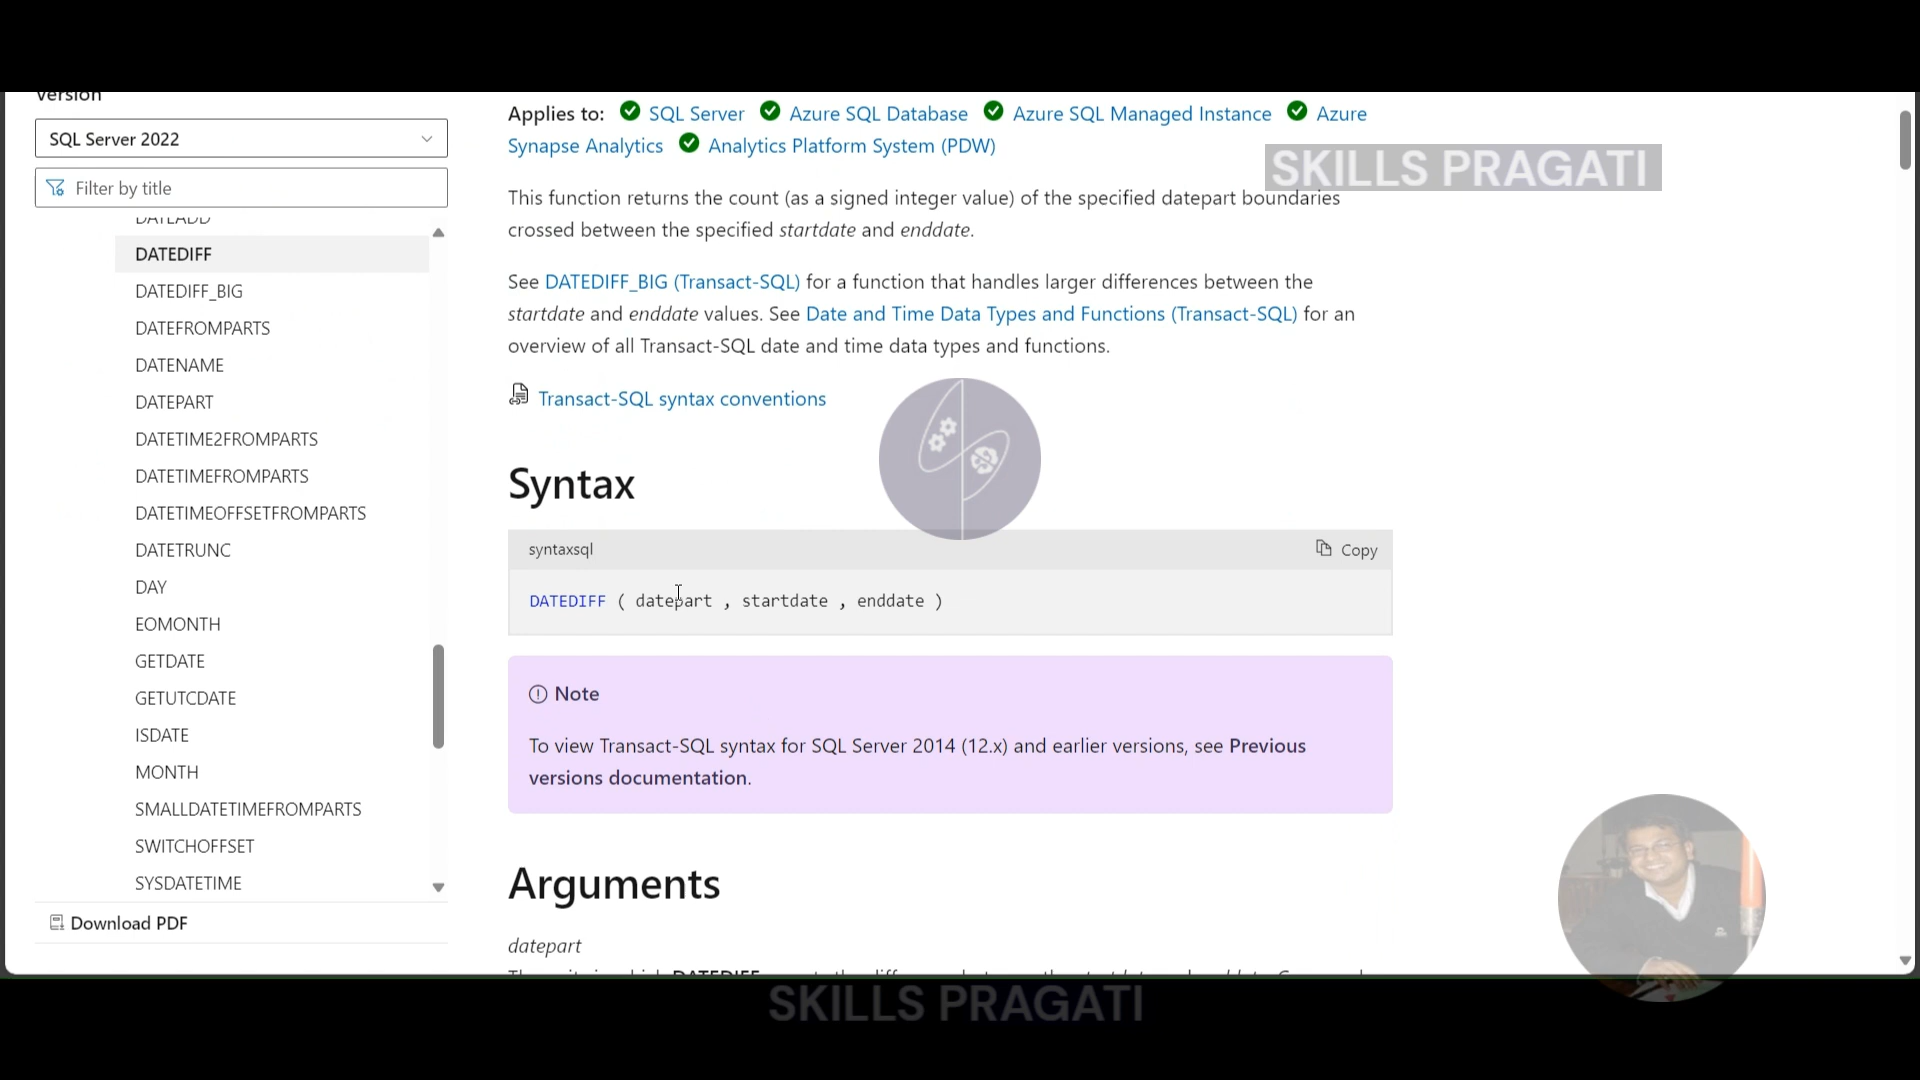 Version
SQL Server 2022
Filter by title
DATEADD
DATEDIFF
DATEDIFF_BIG
DATEFROMPARTS
DATENAME
DATEPART
DATETIME2FROMPARTS
DATETIMEFROMPARTS
DATETIMEOFFSETFROMPARTS
DATETRUNC
DAY
EOMONTH
GETDATE
GETUTCDATE
ISDATE
MONTH
SMALLDATETIMEFROMPARTS
SWITCHOFFSET
SYSDATETIME
Download PDF
Applies to: SQL Server Azure SQL Database Azure SQL Managed Instance Azure
Synapse Analytics Analytics Platform System (PDW)
SKILLS PRAGATI
This function returns the count (as a signed integer value) of the specified datepart boundaries
crossed between the specified startdate and enddate.
See DATEDIFF_BIG (Transact-SQL) for a function that handles larger differences between the
startdate and enddate values. See Date and Time Data Types and Functions (Transact-SQL) for an
overview of all Transact-SQL date and time data types and functions.
Transact-SQL syntax conventions
Syntax
syntaxsql Copy
DATEDIFF ( datepart , startdate , enddate )
Note
To view Transact-SQL syntax for SQL Server 2014 (12.x) and earlier versions, see Previous
versions documentation.
Arguments
datepart
SKILLS PRAGATI